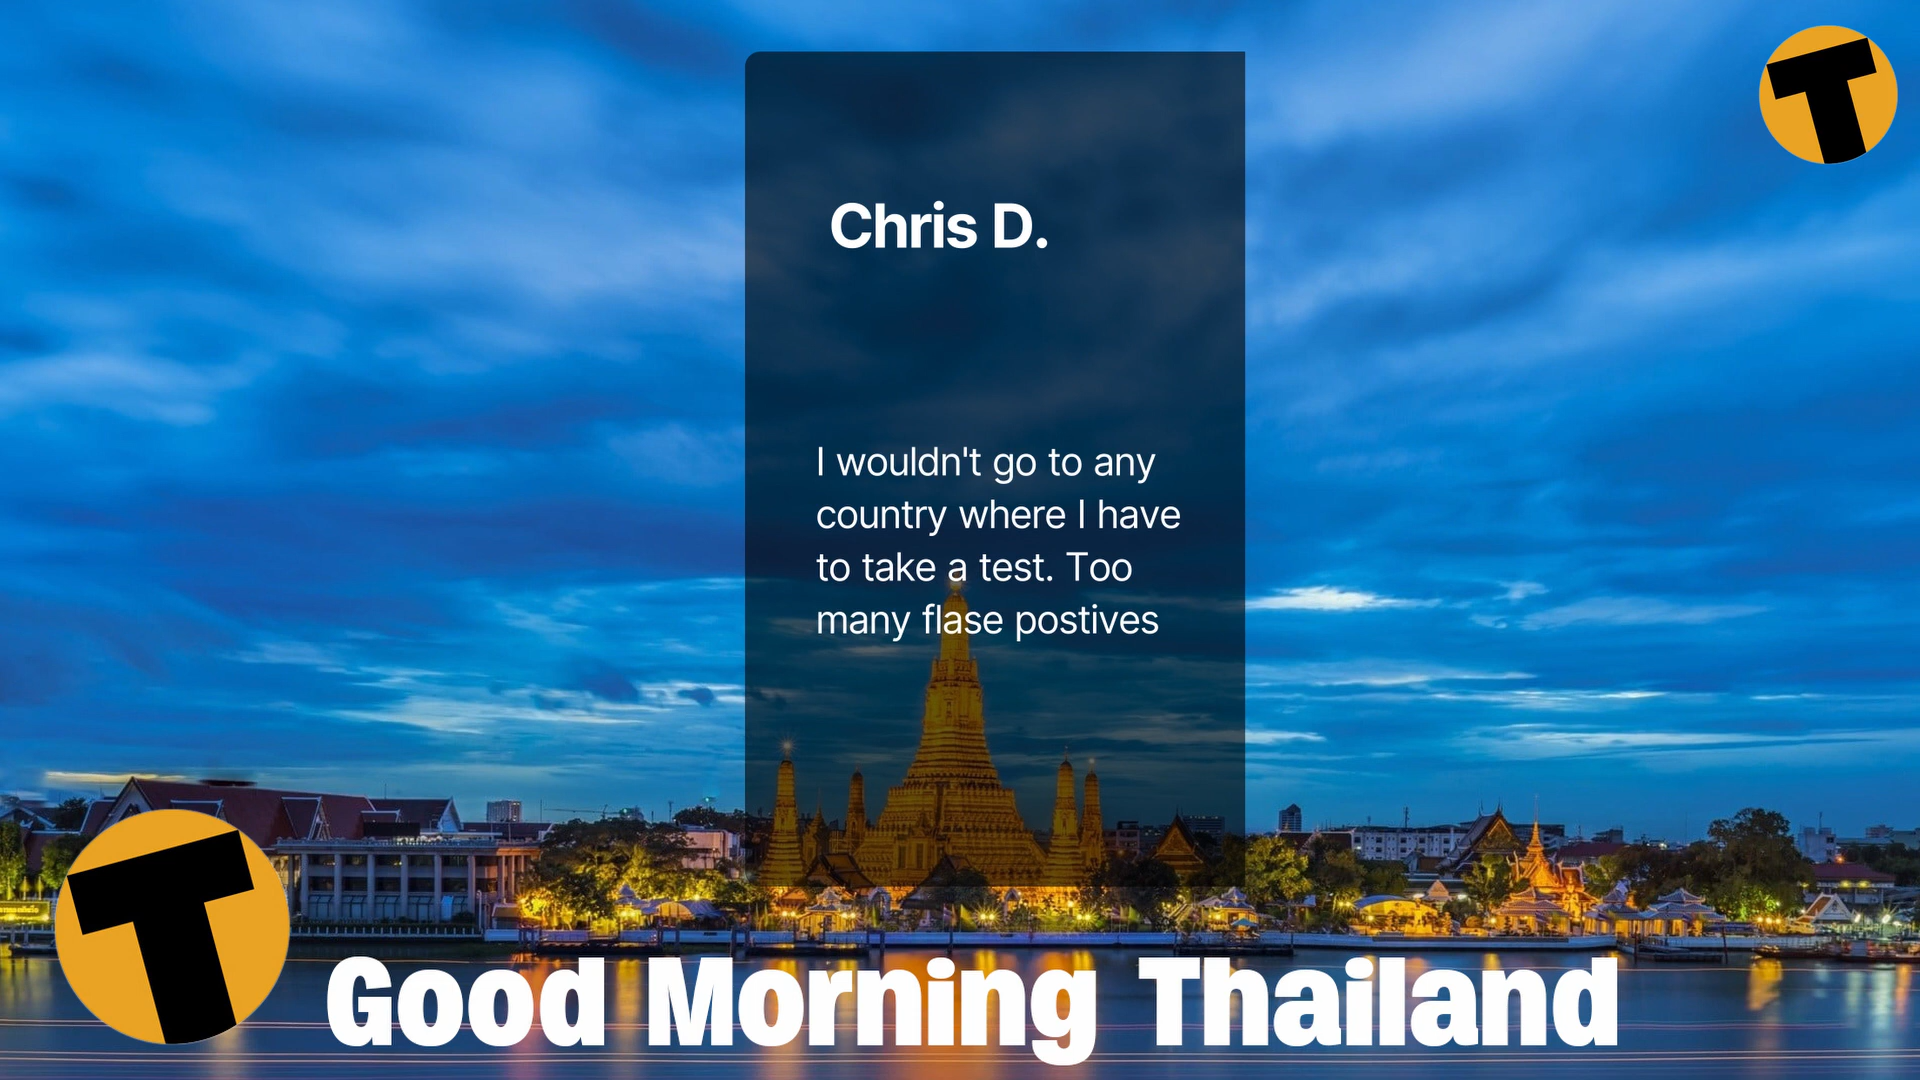 T
Chris D.
I wouldn't go to any
country where I have
to take a test. Too
many flase postives
T
Good Morning Thailand